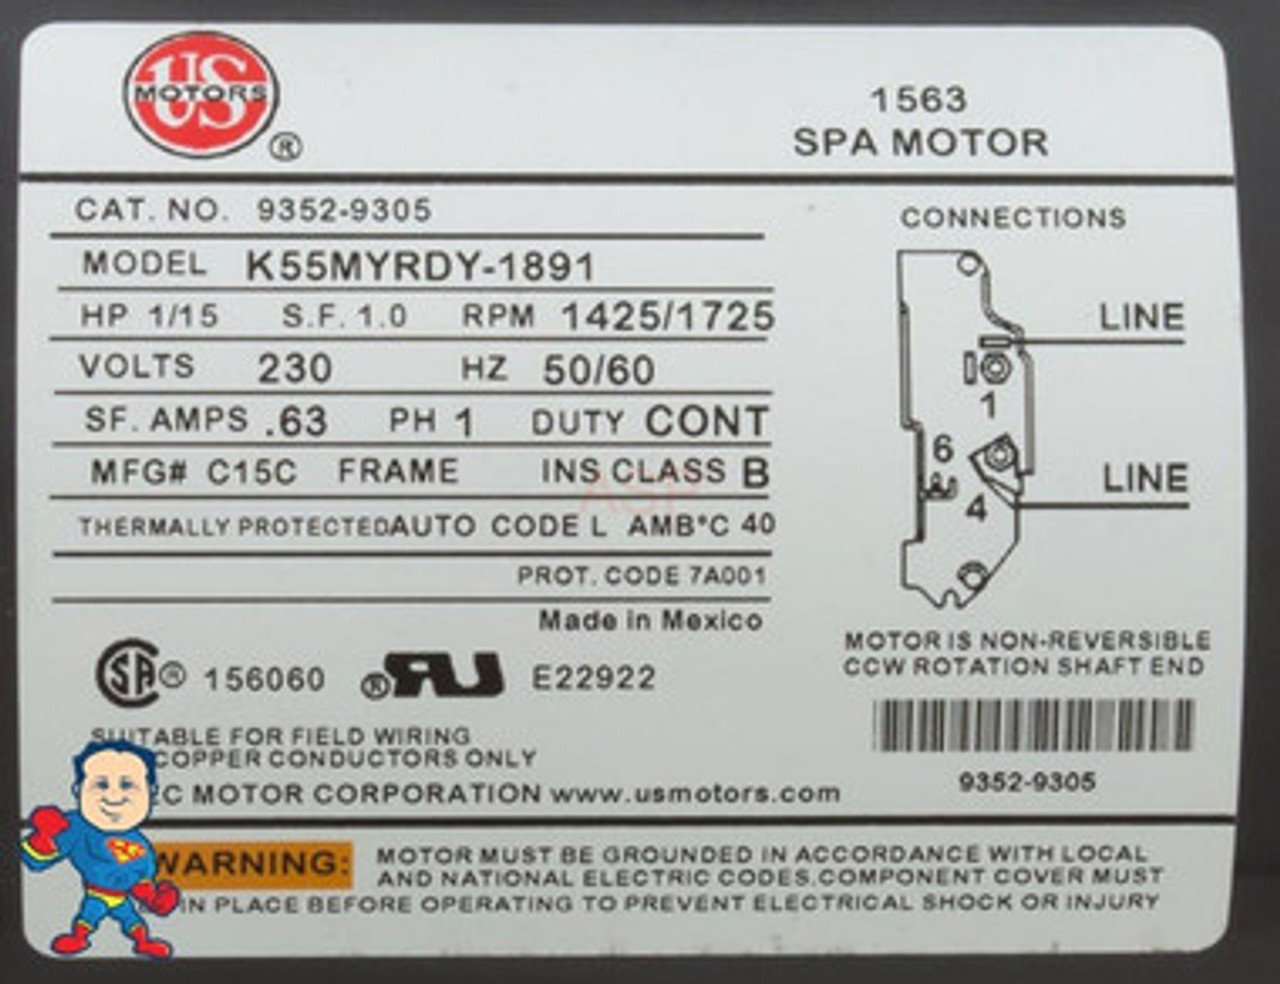 US
MOTORS
®
1563
SPA MOTOR
CAT. NO. 9352-9305
MODEL K55MYRDY-1891
HP 1/15 S.F. 1.0 RPM 1425/1725
VOLTS 230 HZ 50/60
SF. AMPS .63 PH 1 DUTY CONT
MFG# C15C FRAME INS CLASS B
THERMALLY PROTECTED AUTO CODE L AMB°C 40
PROT. CODE 7A001
Made in Mexico
CONNECTIONS
LINE
1
6
LINE
4
MOTOR IS NON-REVERSIBLE
CCW ROTATION SHAFT END
9352-9305
CSA® 156060 ®RU E22922
SUITABLE FOR FIELD WIRING
COPPER CONDUCTORS ONLY
MOTOR CORPORATION www.usmotors.com
WARNING: MOTOR MUST BE GROUNDED IN ACCORDANCE WITH LOCAL
AND NATIONAL ELECTRIC CODES.COMPONENT COVER MUST
IN PLACE BEFORE OPERATING TO PREVENT ELECTRICAL SHOCK OR INJURY